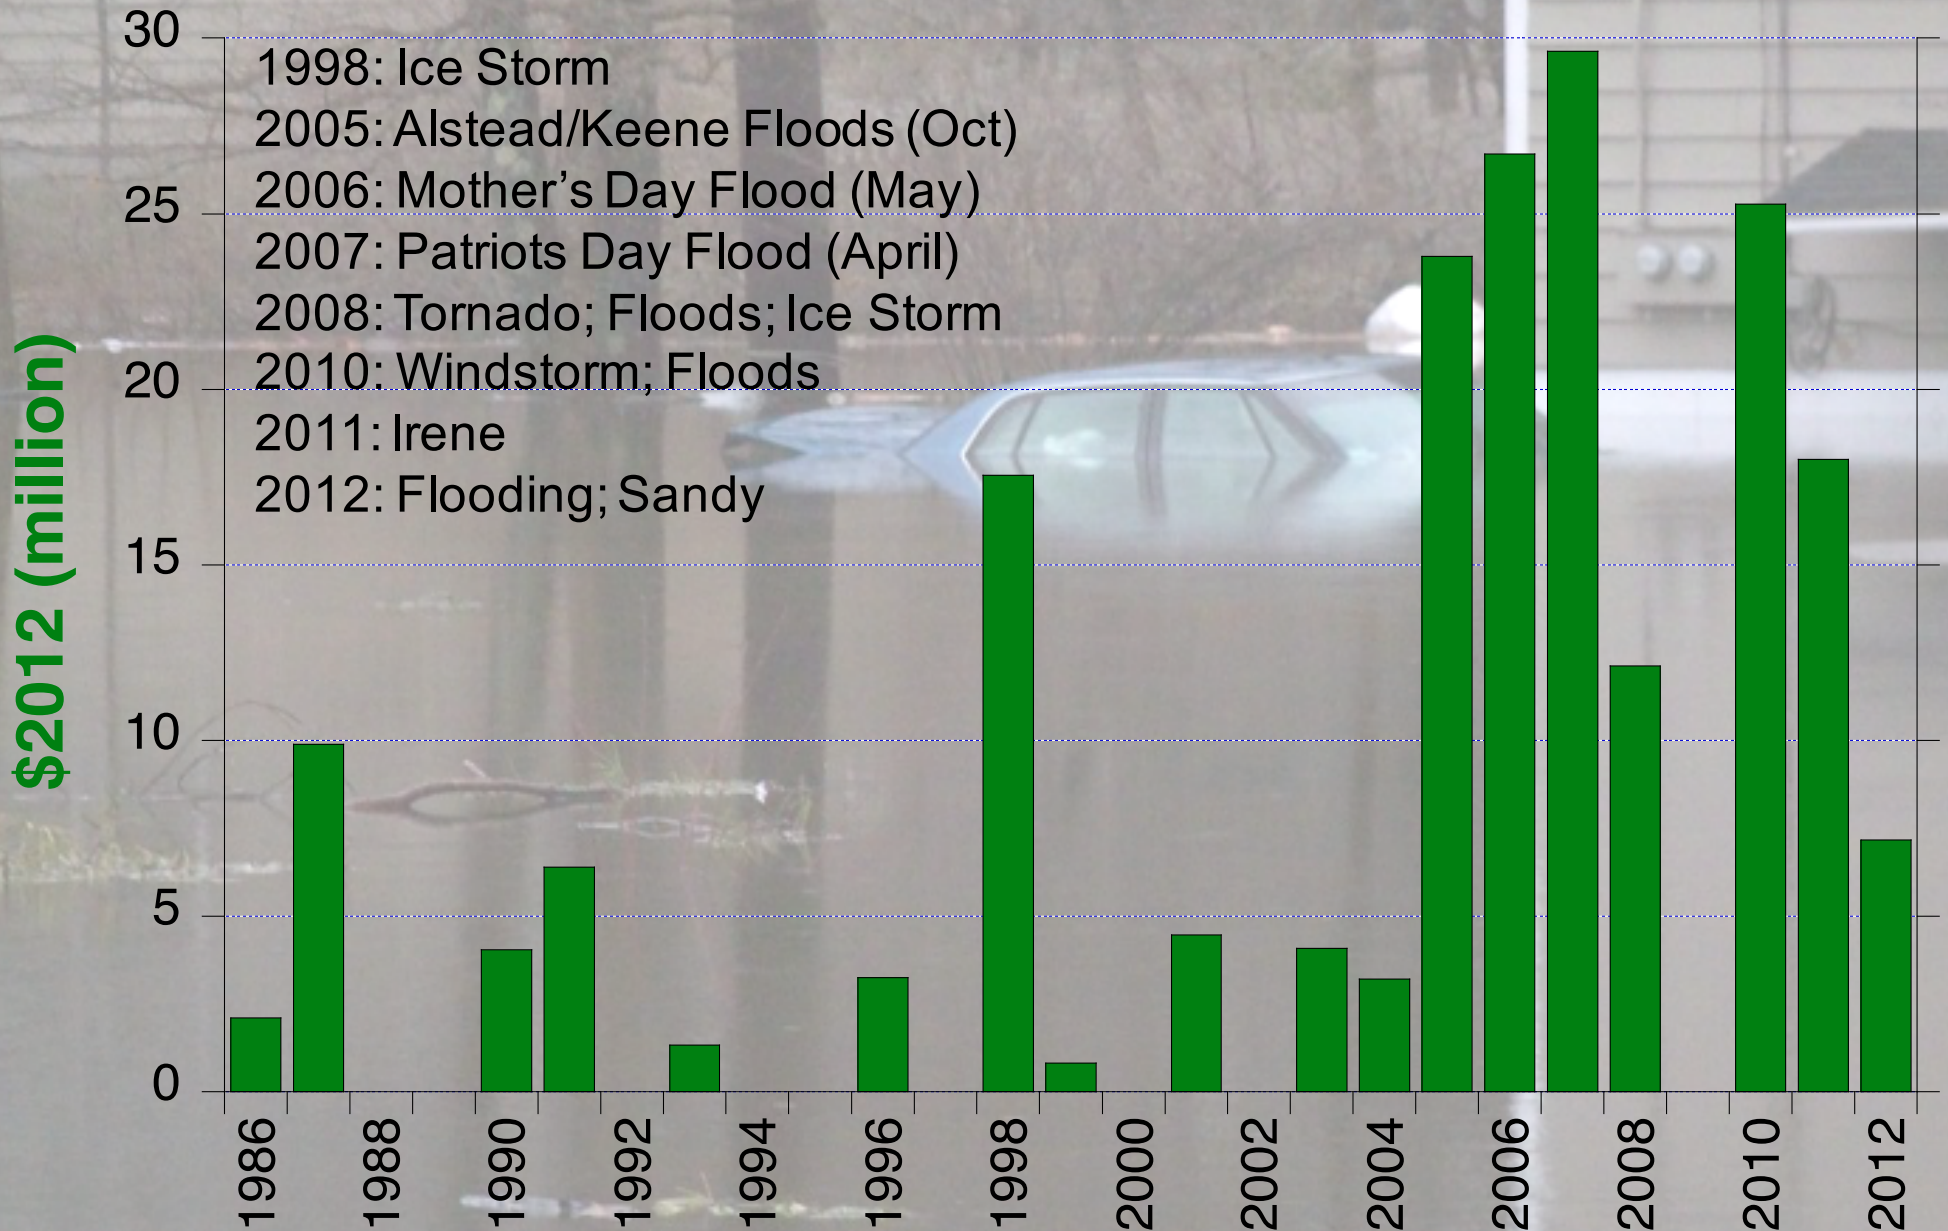 30
25
20
15
10
5
0
$2012 (million)
1998: Ice Storm
2005: Alstead/Keene Floods (Oct)
2006: Mother’s Day Flood (May)
2007: Patriots Day Flood (April)
2008: Tornado; Floods; Ice Storm
2010: Windstorm; Floods
2011: Irene
2012: Flooding; Sandy
1986
1988
1990
1992
1994
1996
1998
2000
2002
2004
2006
2008
2010
2012